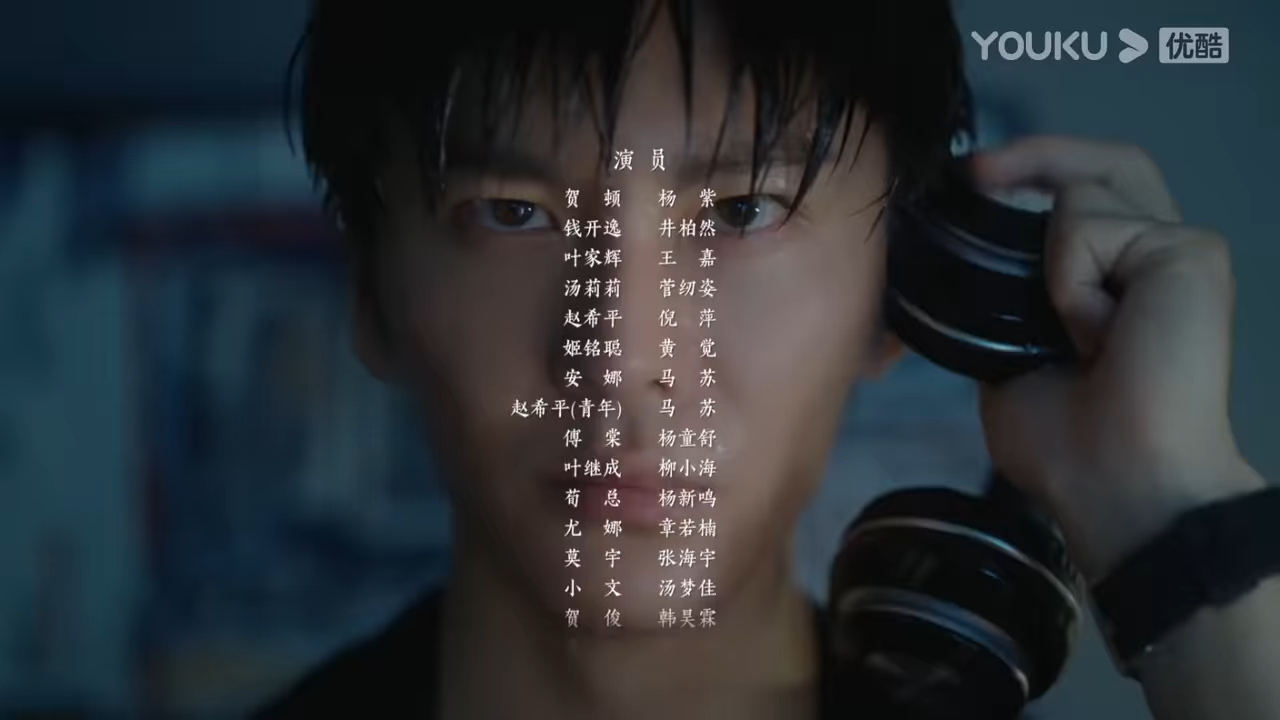 YOUKU 优酷
演员
贺顿 杨紫
钱开逸 井柏然
叶家辉 王嘉
汤莉莉 菅纫姿
赵希平 倪萍
姬铭聪 黄觉
安娜 马苏
赵希平(青年) 马苏
傅棠 杨童舒
叶继成 柳小海
荀总 杨新鸣
尤娜 章若楠
莫宇 张海宇
小文 汤梦佳
贺俊 韩昊霖